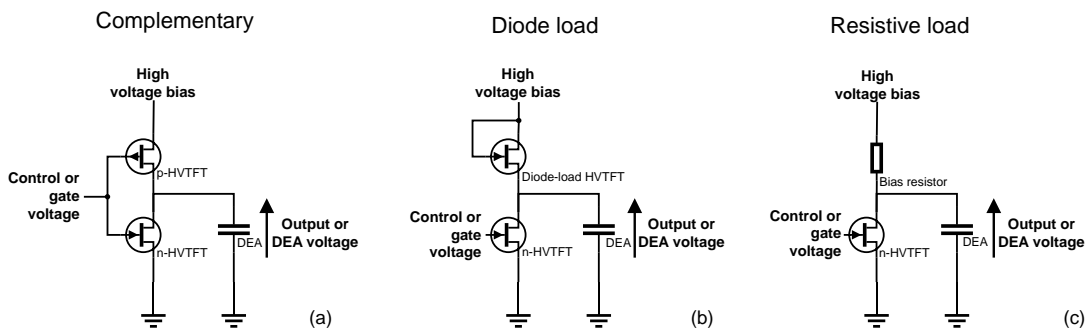 Complementary
High
voltage bias
p-HVTFT
Control or
gate
voltage
n-HVTFT
DEA
Output or
DEA voltage
(a)
Diode load
High
voltage bias
Diode-load HVTFT
Control or
gate
voltage
n-HVTFT
DEA
Output or
DEA voltage
(b)
Resistive load
High
voltage bias
Bias resistor
Control or
gate
voltage
n-HVTFT
DEA
Output or
DEA voltage
(c)